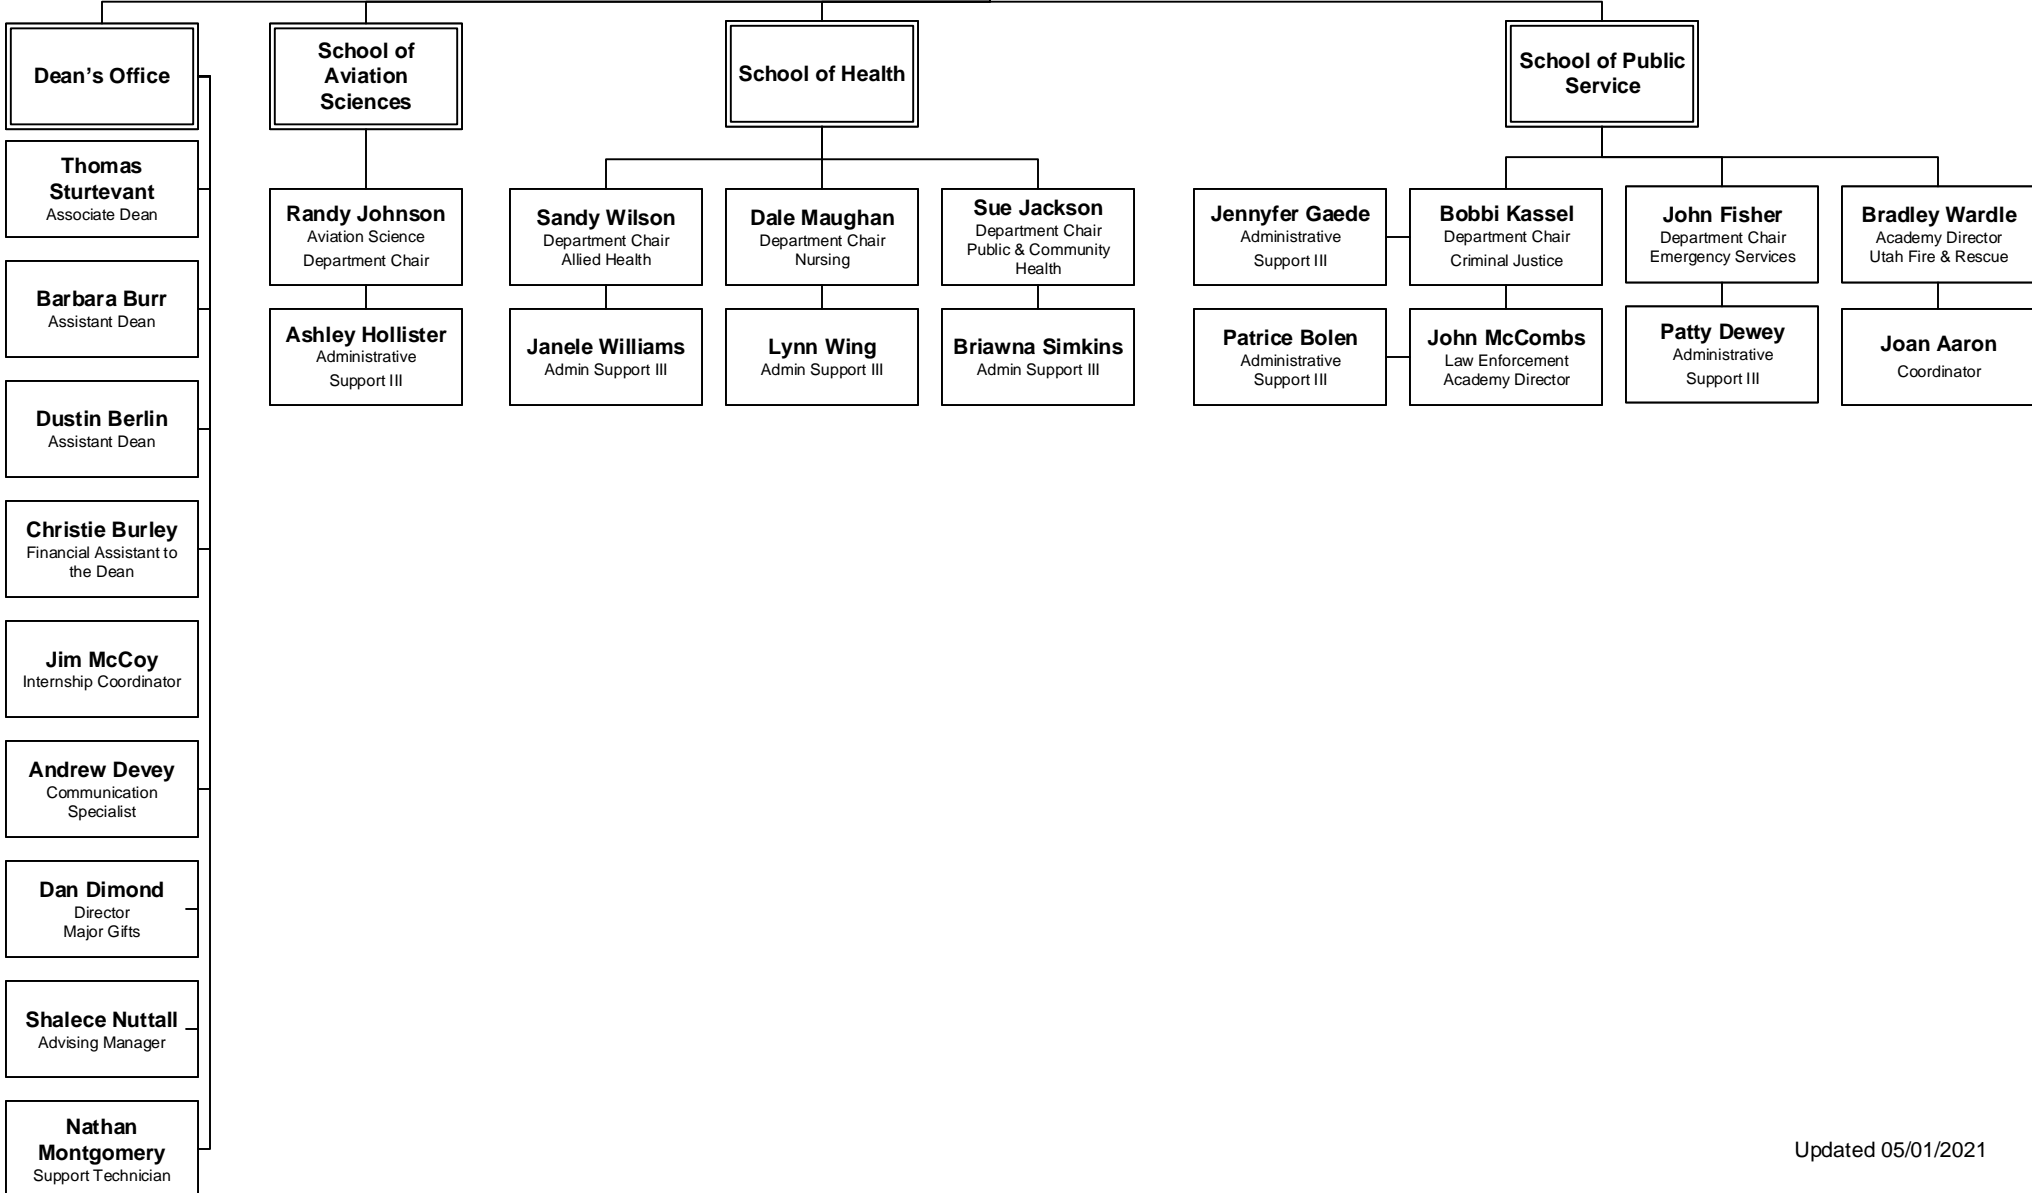 Dean’s Office
School of
Aviation
Sciences
School of Health
School of Public
Service
Thomas
Sturtevant
Associate Dean
Barbara Burr
Assistant Dean
Dustin Berlin
Assistant Dean
Christie Burley
Financial Assistant to
the Dean
Jim McCoy
Internship Coordinator
Andrew Devey
Communication
Specialist
Dan Dimond
Director
Major Gifts
Shalece Nuttall
Advising Manager
Nathan
Montgomery
Support Technician
Randy Johnson
Aviation Science
Department Chair
Ashley Hollister
Administrative
Support III
Sandy Wilson
Department Chair
Allied Health
Janele Williams
Admin Support III
Dale Maughan
Department Chair
Nursing
Lynn Wing
Admin Support III
Sue Jackson
Department Chair
Public & Community
Health
Briawna Simkins
Admin Support III
Jennyfer Gaede
Administrative
Support III
Bobbi Kassel
Department Chair
Criminal Justice
Patrice Bolen
Administrative
Support III
John McCombs
Law Enforcement
Academy Director
John Fisher
Department Chair
Emergency Services
Patty Dewey
Administrative
Support III
Bradley Wardle
Academy Director
Utah Fire & Rescue
Joan Aaron
Coordinator
Updated 05/01/2021